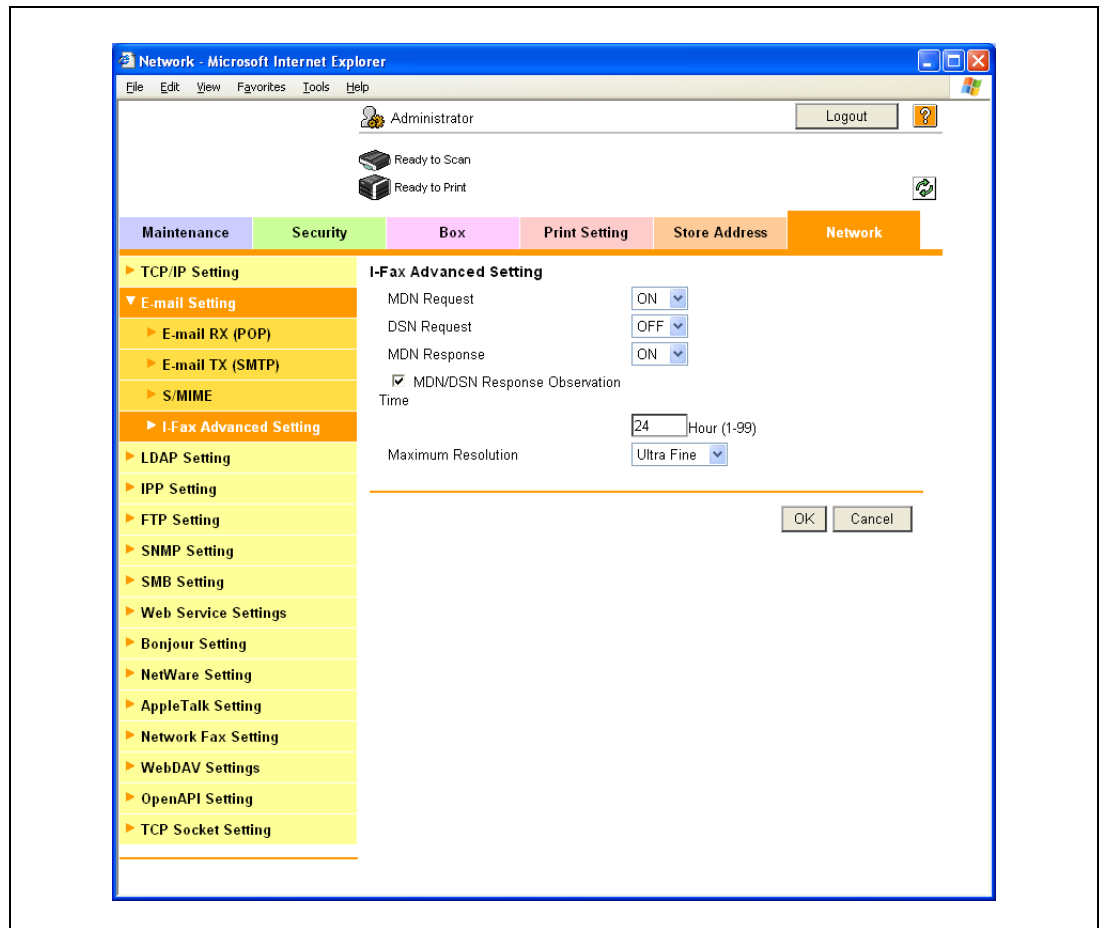 Network - Microsoft Internet Explorer
File Edit View Favorites Tools Help
Administrator
Logout
?
Ready to Scan
Ready to Print
Maintenance Security Box Print Setting Store Address Network
TCP/IP Setting
E-mail Setting
E-mail RX (POP)
E-mail TX (SMTP)
S/MIME
I-Fax Advanced Setting
LDAP Setting
IPP Setting
FTP Setting
SNMP Setting
SMB Setting
Web Service Settings
Bonjour Setting
NetWare Setting
AppleTalk Setting
Network Fax Setting
WebDAV Settings
OpenAPI Setting
TCP Socket Setting
I-Fax Advanced Setting
MDN Request ON
DSN Request OFF
MDN Response ON
MDN/DSN Response Observation
Time
24 Hour (1-99)
Maximum Resolution Ultra Fine
OK Cancel